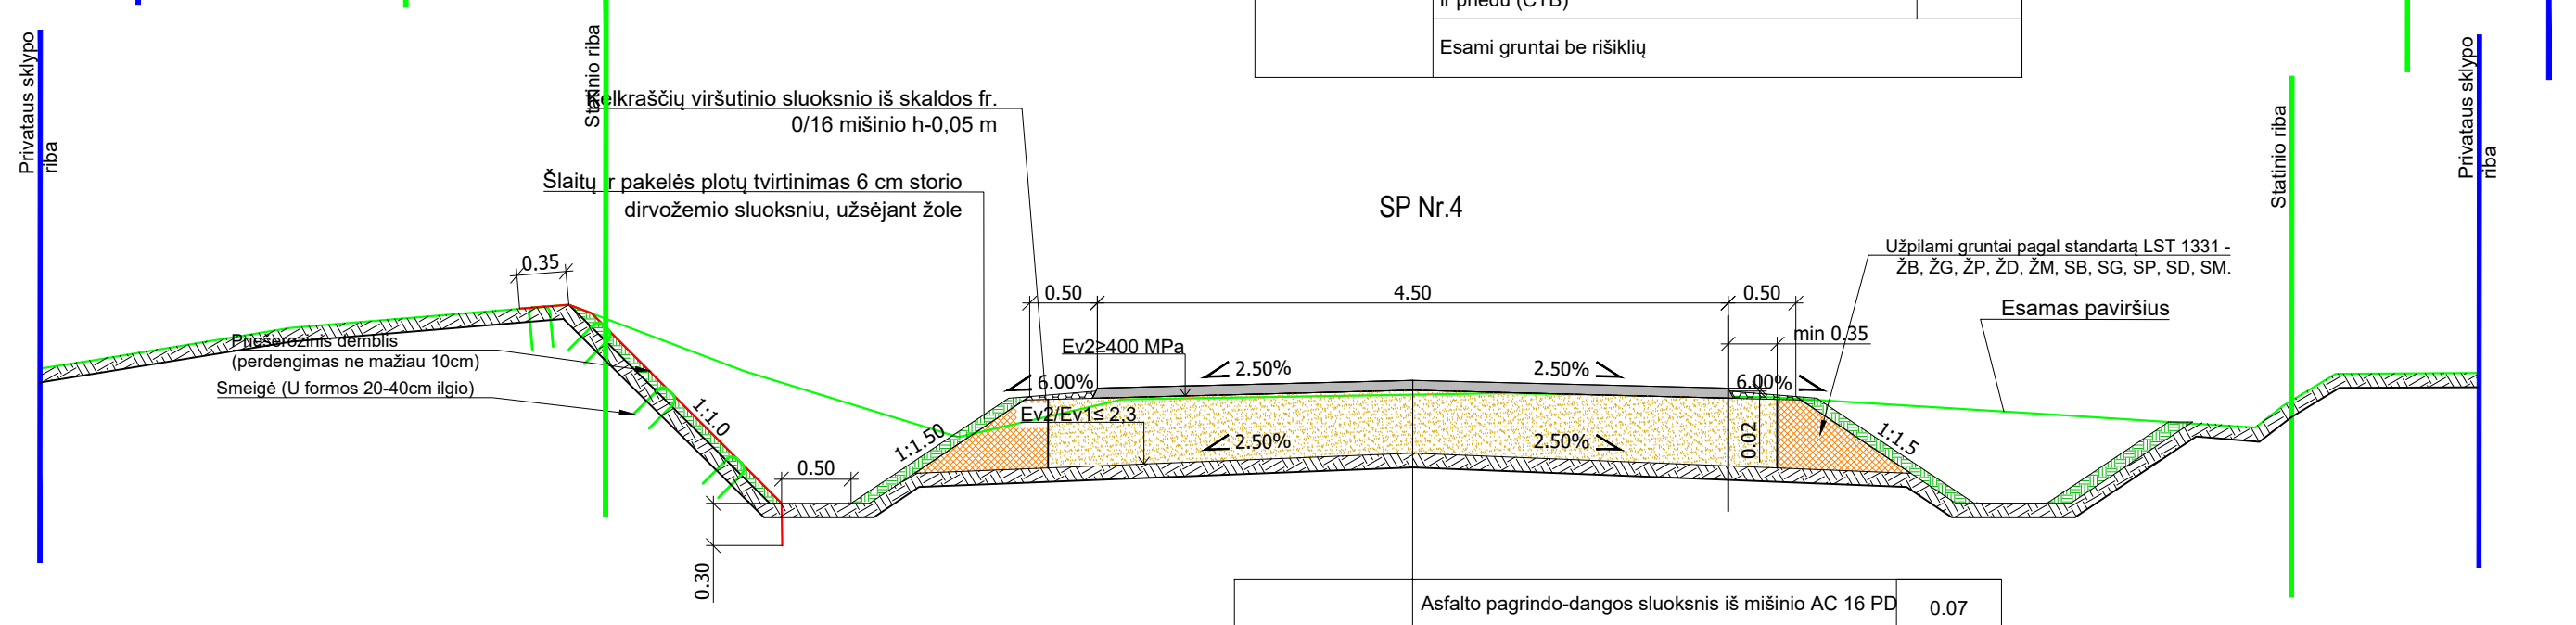 ir priedu (CTB)
Esami gruntai be rišiklių
Privataus sklypo
riba
Statinio riba
Kelkraščių viršutinio sluoksnio iš skaldos fr.
0/16 mišinio h-0,05 m
Šlaitų ir pakelės plotų tvirtinimas 6 cm storio
dirvožemio sluoksniu, užsėjant žole
SP Nr.4
Statinio riba
Privataus sklypo
riba
Užpilami gruntai pagal standartą LST 1331 -
ŽB, ŽG, ŽP, ŽD, ŽM, SB, SG, SP, SD, SM.
Esamas paviršius
0.35
0.50
4.50
0.50
min 0.35
Priešerozinis demblis
(perdengimas ne mažiau 10cm)
Smeigė (U formos 20-40cm ilgio)
Ev2≥400 MPa
6.00%
2.50%
2.50%
6.00%
Ev2/Ev1≤ 2,3
2.50%
2.50%
0.02
1:1.0
1:1.50
1:1.5
0.50
0.30
Asfalto pagrindo-dangos sluoksnis iš mišinio AC 16 PD
0.07